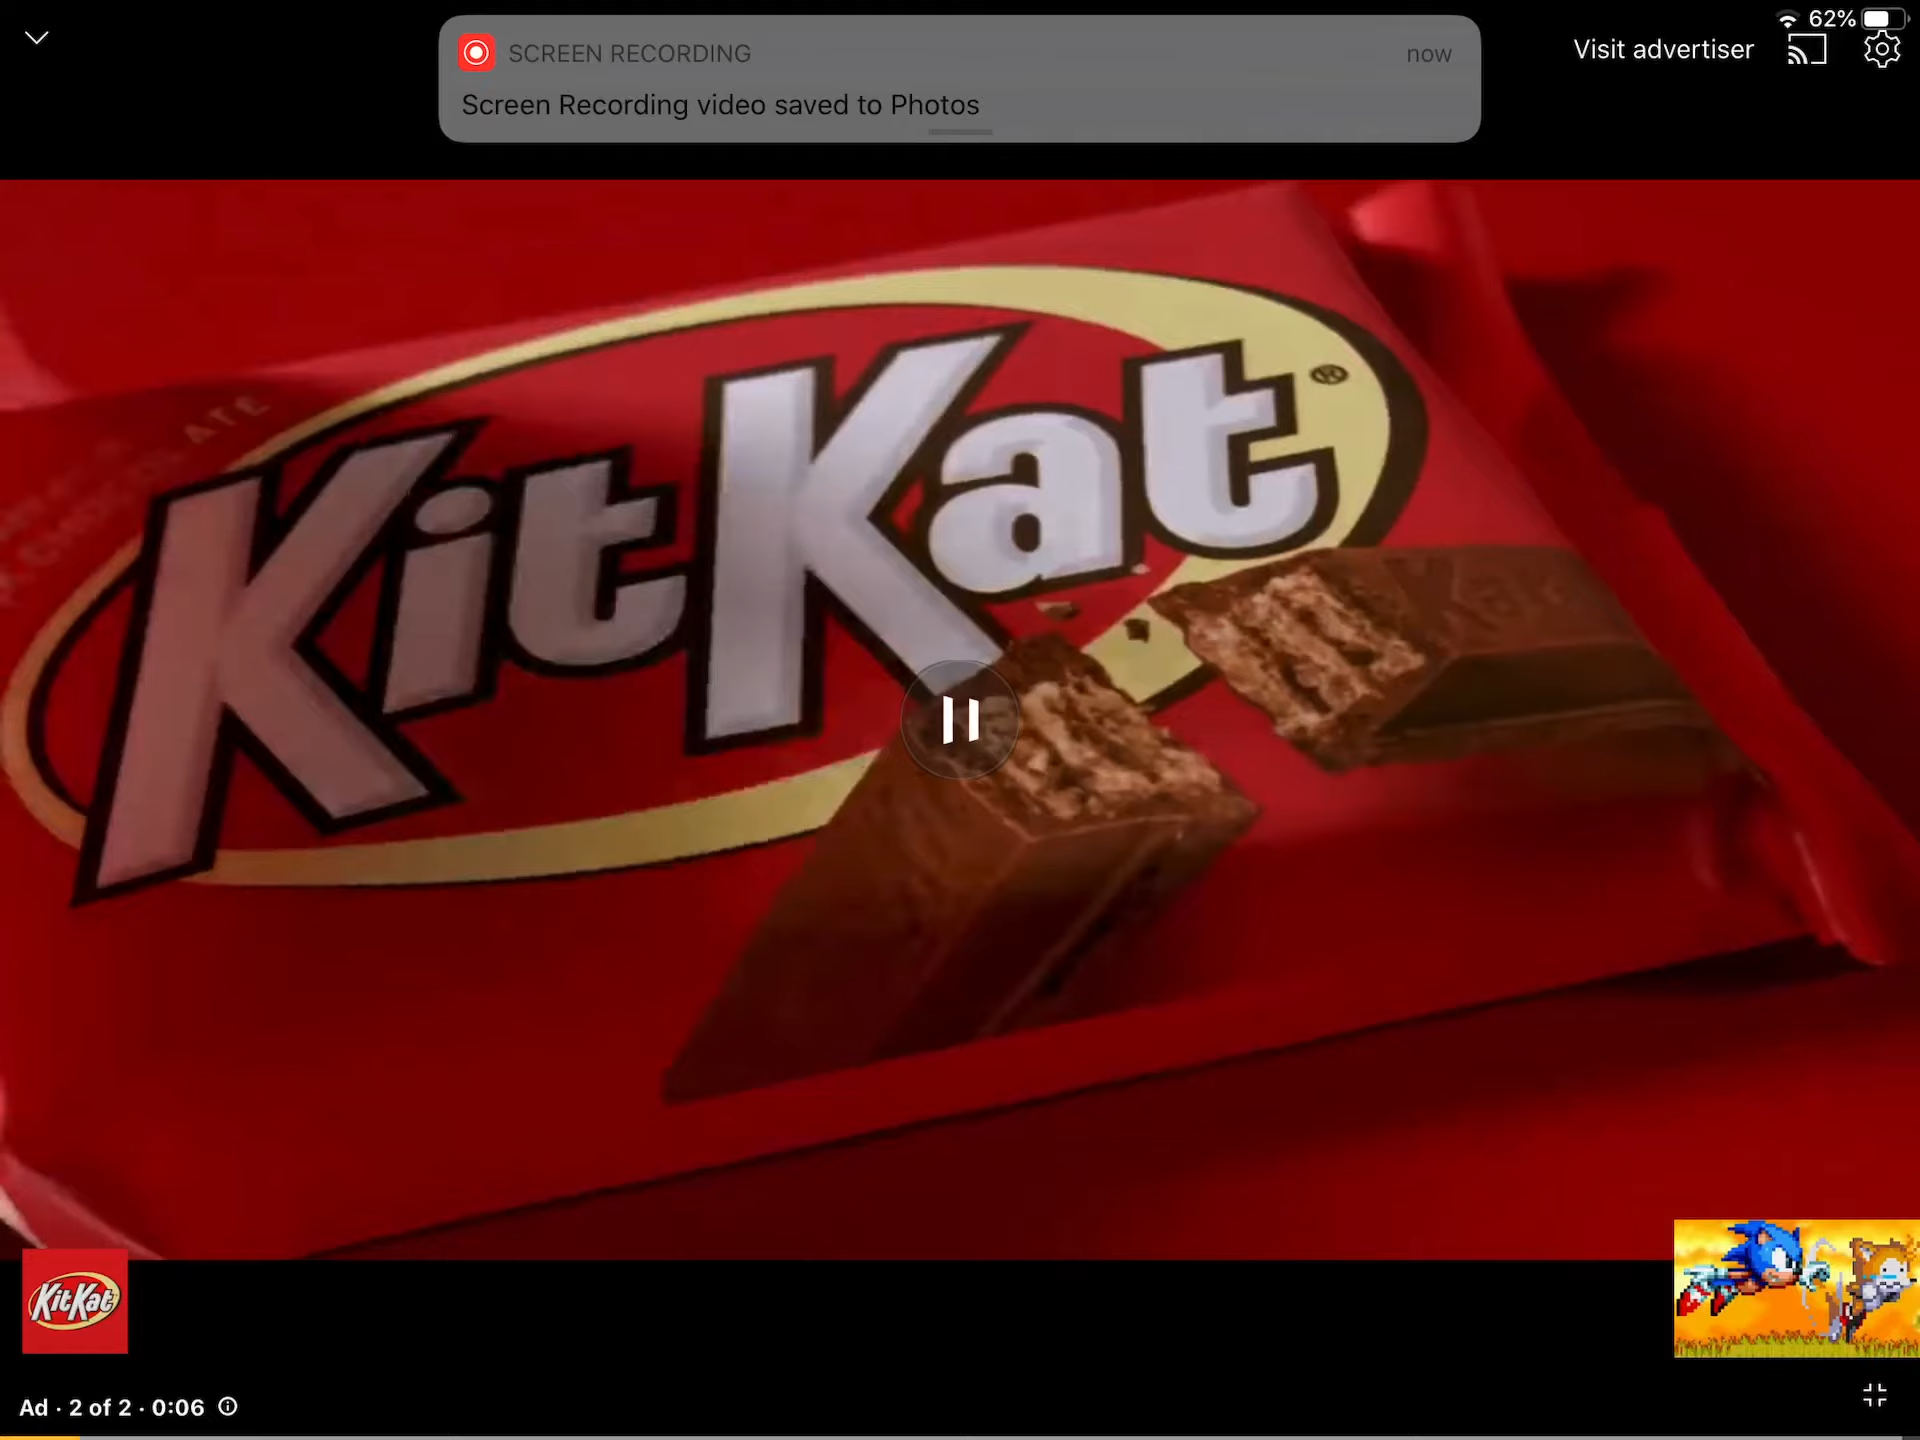 62%
SCREEN RECORDING
now
Visit advertiser
Screen Recording video saved to Photos
KitKat®
KitKat
Ad · 2 of 2 · 0:06